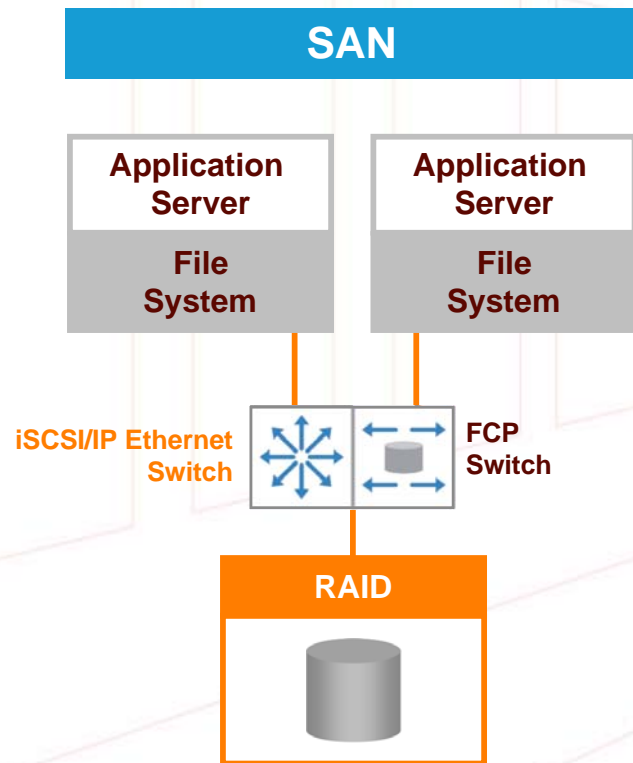 SAN
Application
Server
File
System
Application
Server
File
System
iSCSI/IP Ethernet
Switch
FCP
Switch
RAID